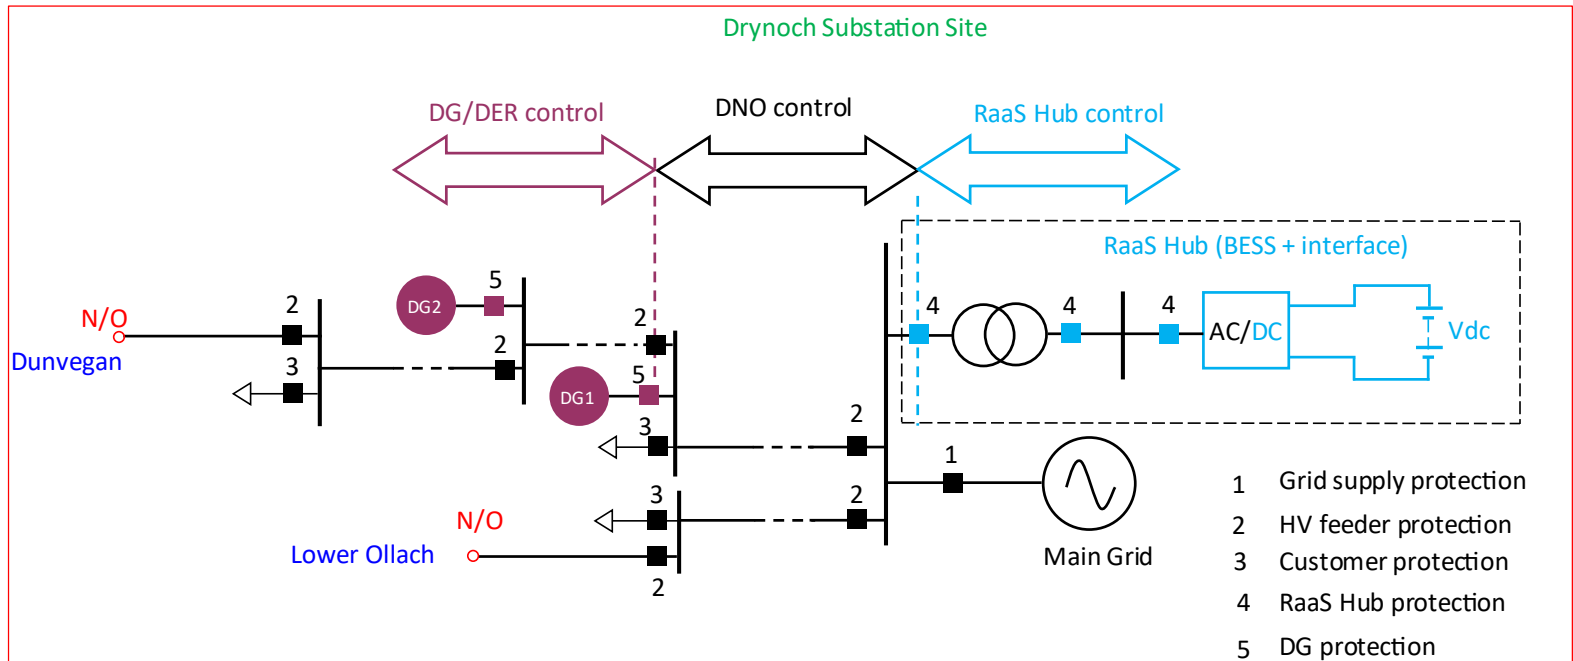 Drynoch Substation Site
DG/DER control
DNO control
RaaS Hub control
RaaS Hub (BESS + interface)
N/O
Dunvegan
2
3
DG2
5
2
2
DG1
5
3
2
4
4
4
AC/DC
Vdc
1
Main Grid
N/O
Lower Ollach
3
2
2
1 Grid supply protection
2 HV feeder protection
3 Customer protection
4 RaaS Hub protection
5 DG protection